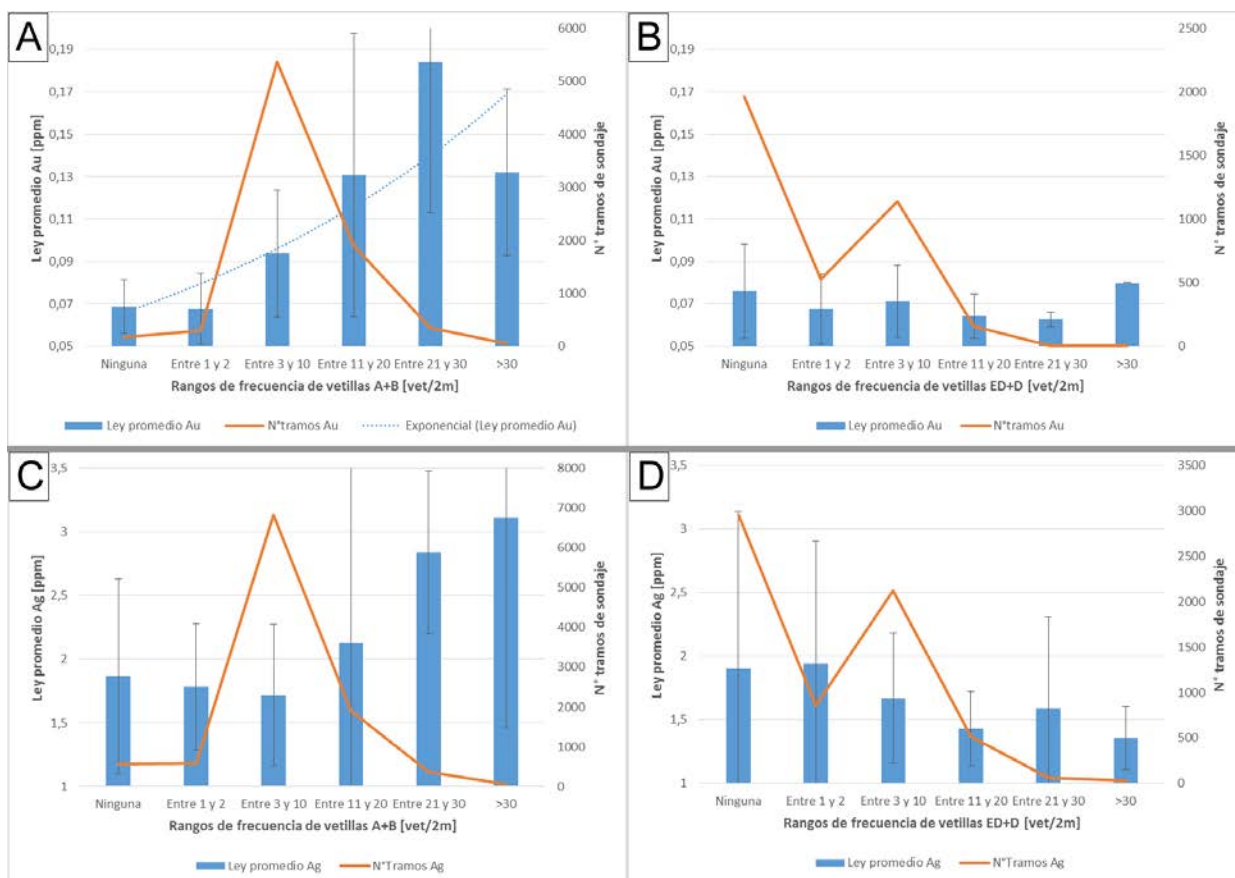 A
0,19
0,17
0,15
0,13
0,11
0,09
0,07
0,05
Ley promedio Au [ppm]
6000
5000
4000
3000
2000
1000
0
N° tramos de sondaje
Ninguna Entre 1 y 2 Entre 3 y 10 Entre 11 y 20 Entre 21 y 30 >30
Rangos de frecuencia de vetillas A+B [vet/2m]
Ley promedio Au N°tramos Au Exponencial (Ley promedio Au)
B
0,19
0,17
0,15
0,13
0,11
0,09
0,07
0,05
Ley promedio Au [ppm]
2500
2000
1500
1000
500
0
N° tramos de sondaje
Ninguna Entre 1 y 2 Entre 3 y 10 Entre 11 y 20 Entre 21 y 30 >30
Rangos de frecuencia de vetillas ED+D [vet/2m]
Ley promedio Au N°tramos Au
C
3,5
3
2,5
2
1,5
1
Ley promedio Ag [ppm]
8000
7000
6000
5000
4000
3000
2000
1000
0
N° tramos de sondaje
Ninguna Entre 1 y 2 Entre 3 y 10 Entre 11 y 20 Entre 21 y 30 >30
Rangos de frecuencia de vetillas A+B [vet/2m]
Ley promedio Ag N°Tramos Ag
D
3,5
3
2,5
2
1,5
1
Ley promedio Ag [ppm]
3500
3000
2500
2000
1500
1000
500
0
N° tramos de sondaje
Ninguna Entre 1 y 2 Entre 3 y 10 Entre 11 y 20 Entre 21 y 30 >30
Rangos de frecuencia de vetillas ED+D [vet/2m]
Ley promedio Ag N°Tramos Ag